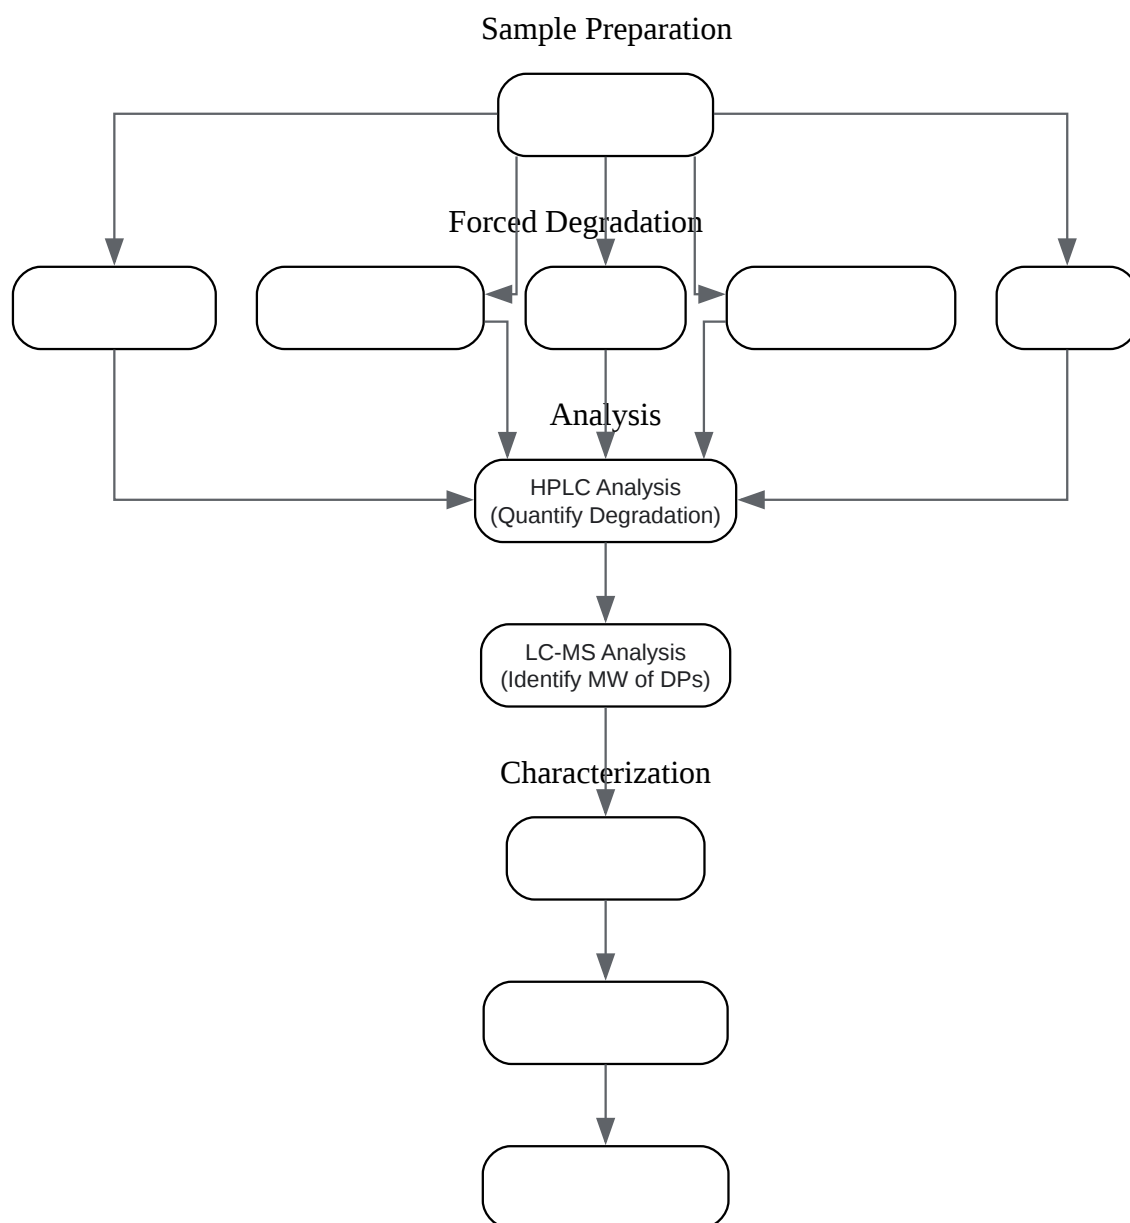 Sample Preparation
Forced Degradation
Analysis
HPLC Analysis
(Quantify Degradation)
LC-MS Analysis
(Identify MW of DPs)
Characterization